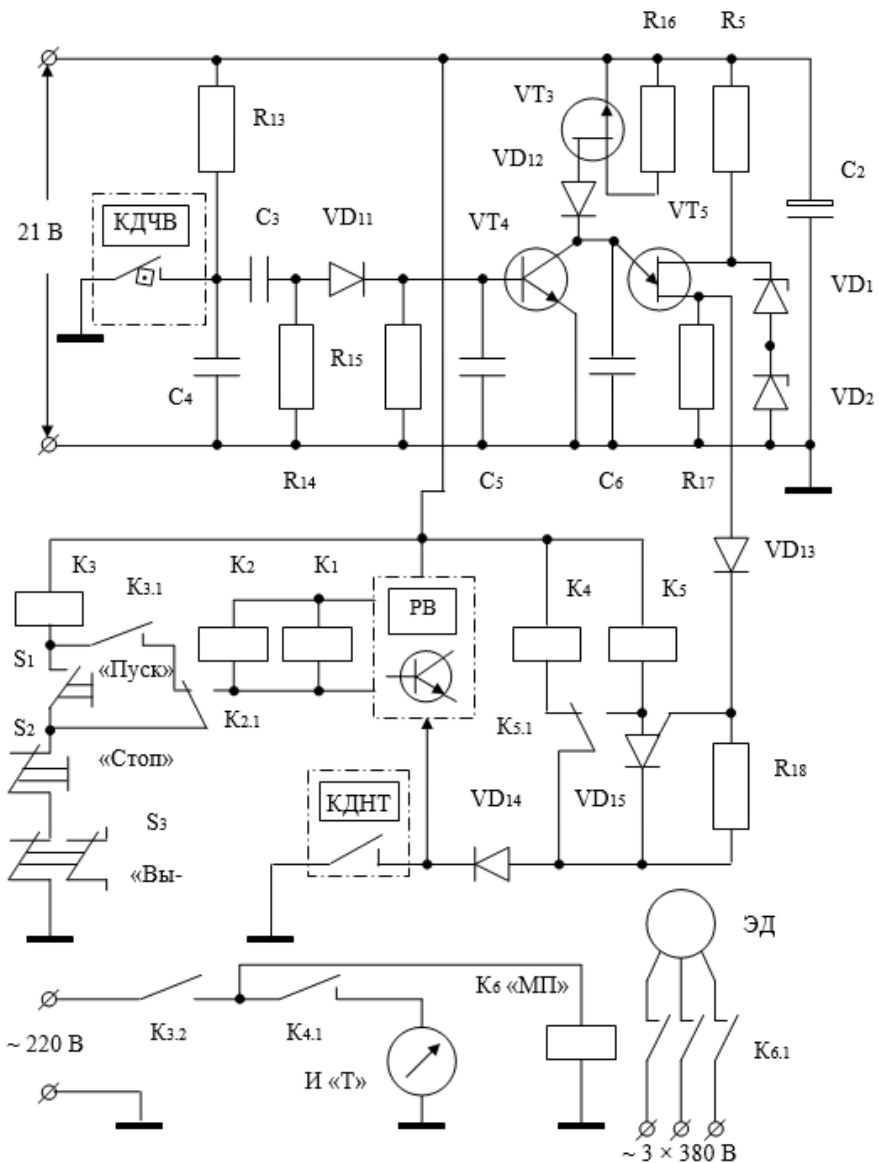 R16 R5
VT3
R13
VD12
C2
КДЧВ
C3 VD11 VT4 VT5
21 В
VD1
R15
C4
VD2
R14 C5 C6 R17
VD13
K3 K2 K1 K4 K5
K3.1
РВ
S1 «Пуск»
S2 K2.1 K5.1
«Стоп»
R18
КДНТ VD14 VD15
S3
«Вы-
ЭД
K6 «МП»
K3.2 K4.1
~ 220 В
K6.1
И «Т»
~ 3 × 380 В